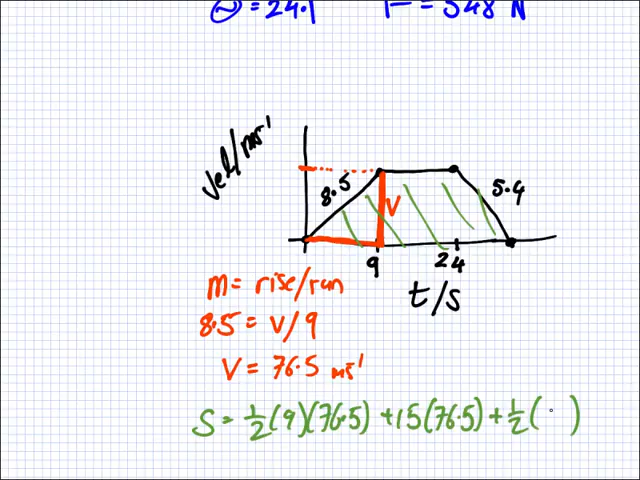 = 24.1 F = 548 N
vel/ms⁻¹
8.5
V
5.4
9
24
t/s
m = rise/run
8.5 = V/9
V = 76.5 ms⁻¹
S = ½(9)(76.5) + 15(76.5) + ½( )